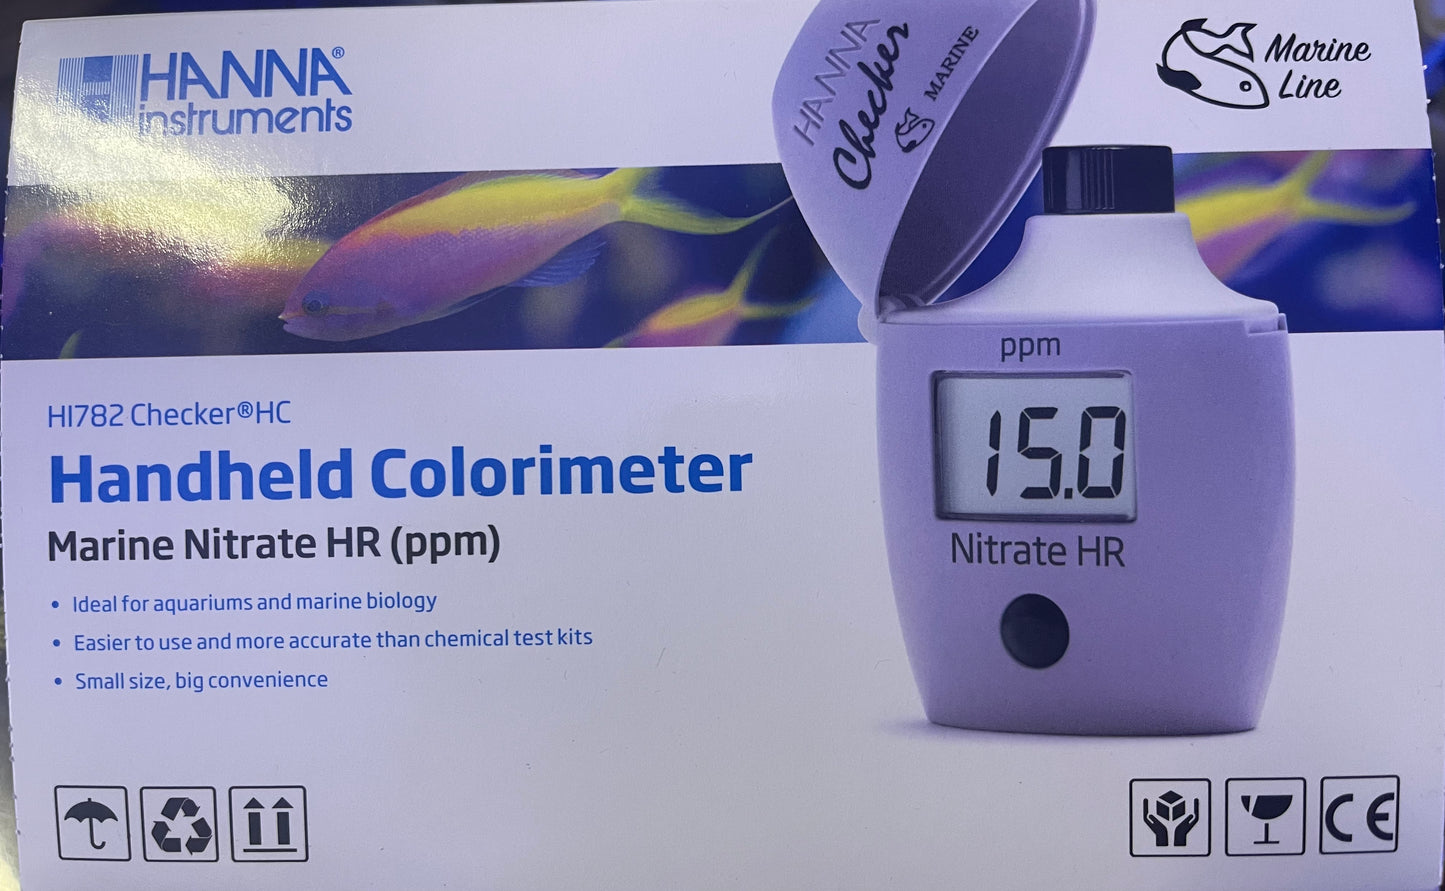 HANNA®
instruments
HANNA
Checker
MARINE
Marine
Line
ppm
15.0
Nitrate HR
HI782 Checker®HC
Handheld Colorimeter
Marine Nitrate HR (ppm)
• Ideal for aquariums and marine biology
• Easier to use and more accurate than chemical test kits
• Small size, big convenience
CE